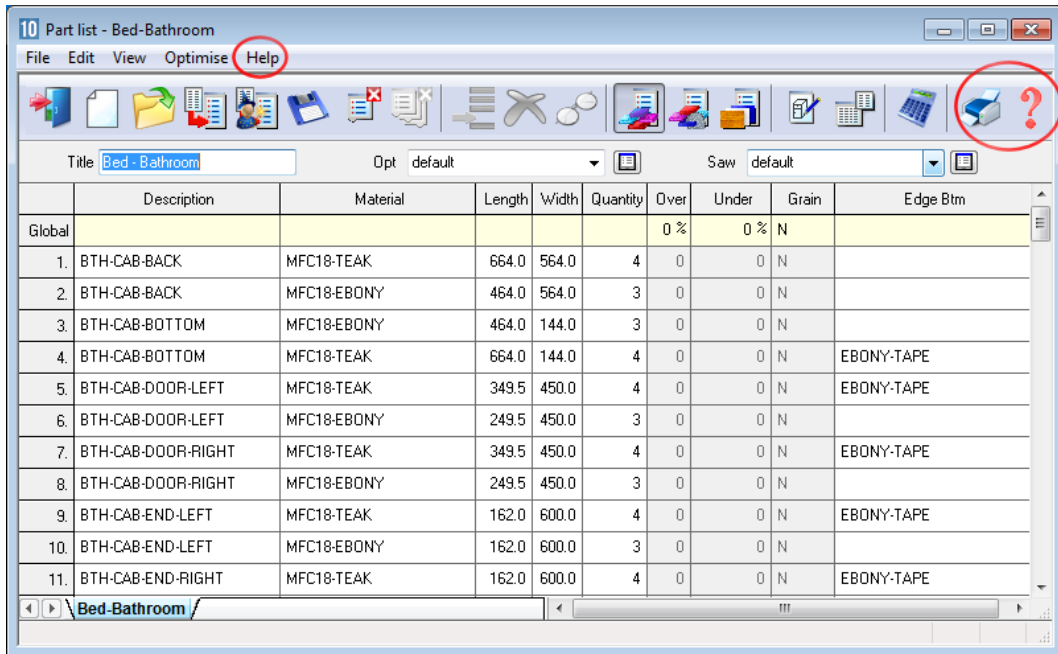 10 Part list - Bed-Bathroom
File Edit View Optimise Help
?
Title Bed - Bathroom Opt default Saw default
Description Material Length Width Quantity Over Under Grain Edge Btm
Global 0 % 0 % N
1. BTH-CAB-BACK MFC18-TEAK 664.0 564.0 4 0 0 N
2. BTH-CAB-BACK MFC18-EBONY 464.0 564.0 3 0 0 N
3. BTH-CAB-BOTTOM MFC18-EBONY 464.0 144.0 3 0 0 N
4. BTH-CAB-BOTTOM MFC18-TEAK 664.0 144.0 4 0 0 N EBONY-TAPE
5. BTH-CAB-DOOR-LEFT MFC18-TEAK 349.5 450.0 4 0 0 N EBONY-TAPE
6. BTH-CAB-DOOR-LEFT MFC18-EBONY 249.5 450.0 3 0 0 N
7. BTH-CAB-DOOR-RIGHT MFC18-TEAK 349.5 450.0 4 0 0 N EBONY-TAPE
8. BTH-CAB-DOOR-RIGHT MFC18-EBONY 249.5 450.0 3 0 0 N
9. BTH-CAB-END-LEFT MFC18-TEAK 162.0 600.0 4 0 0 N EBONY-TAPE
10. BTH-CAB-END-LEFT MFC18-EBONY 162.0 600.0 3 0 0 N
11. BTH-CAB-END-RIGHT MFC18-TEAK 162.0 600.0 4 0 0 N EBONY-TAPE
Bed-Bathroom